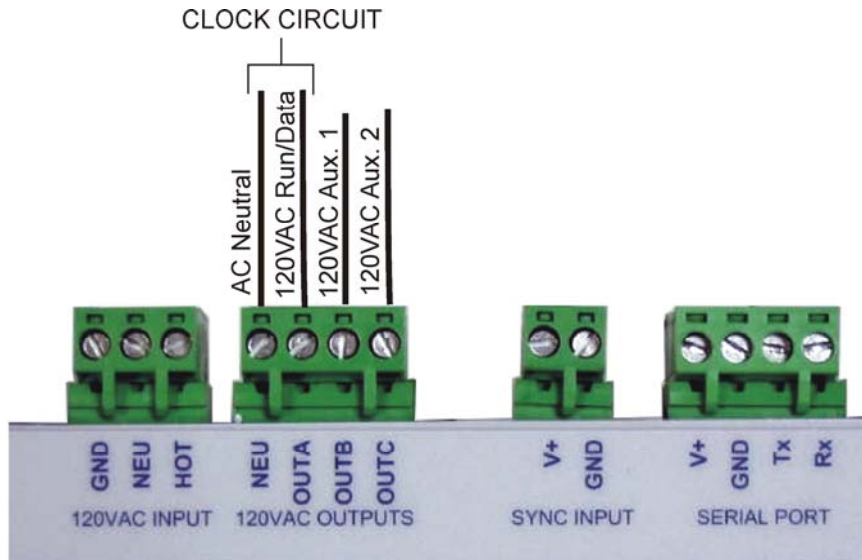 CLOCK CIRCUIT
AC Neutral
120VAC Run/Data
120VAC Aux. 1
120VAC Aux. 2
GND
NEU
HOT
NEU
OUTA
OUTB
OUTC
V+
GND
V+
GND
Tx
Rx
120VAC INPUT
120VAC OUTPUTS
SYNC INPUT
SERIAL PORT